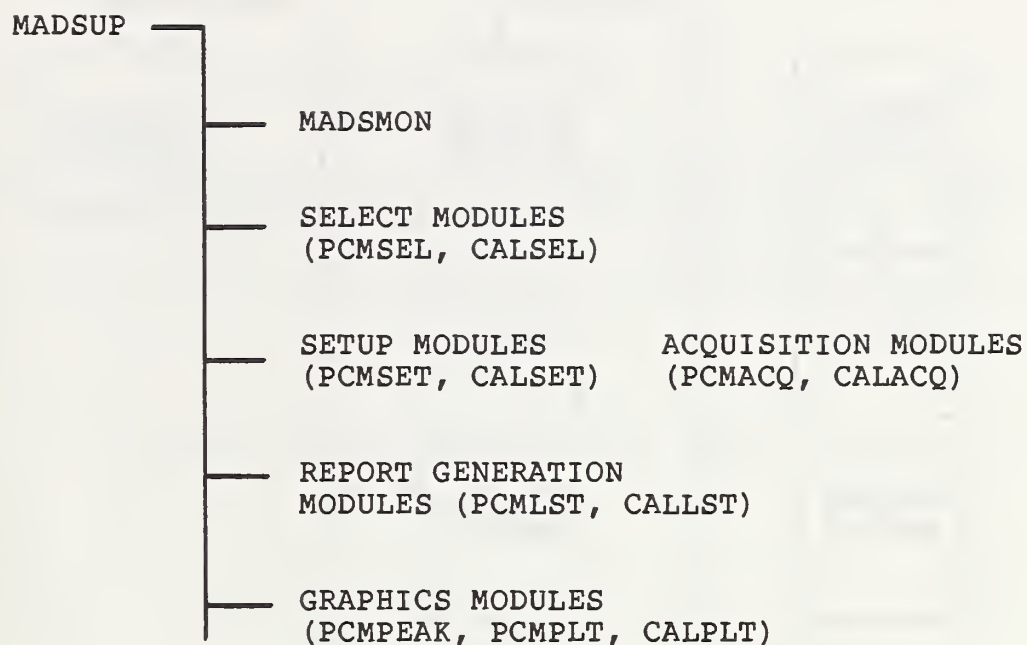 MADSUP
MADSMON
SELECT MODULES
(PCMSEL, CALSEL)
SETUP MODULES
(PCMSET, CALSET)
ACQUISITION MODULES
(PCMACQ, CALACQ)
REPORT GENERATION
MODULES (PCMLST, CALLST)
GRAPHICS MODULES
(PCMPEAK, PCMPLT, CALPLT)